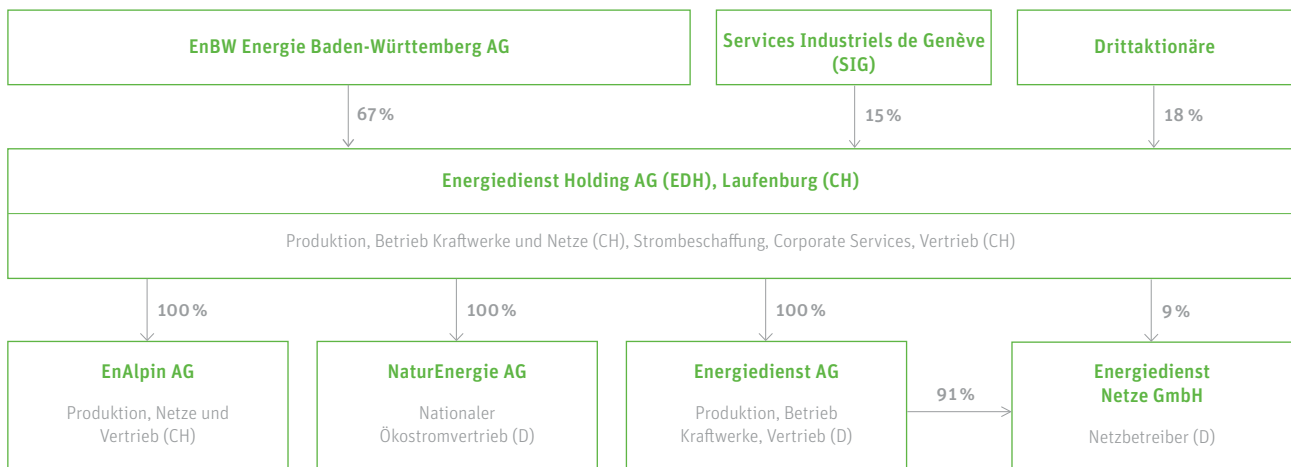 EnBW Energie Baden-Württemberg AG
Services Industriels de Genève
(SIG)
Drittaktionäre
67 %
15 %
18 %
Energiedienst Holding AG (EDH), Laufenburg (CH)
Produktion, Betrieb Kraftwerke und Netze (CH), Strombeschaffung, Corporate Services, Vertrieb (CH)
100 %
100 %
100 %
9 %
EnAlpin AG
Produktion, Netze und
Vertrieb (CH)
NaturEnergie AG
Nationaler
Ökostromvertrieb (D)
Energiedienst AG
Produktion, Betrieb
Kraftwerke, Vertrieb (D)
91 %
Energiedienst
Netze GmbH
Netzbetreiber (D)